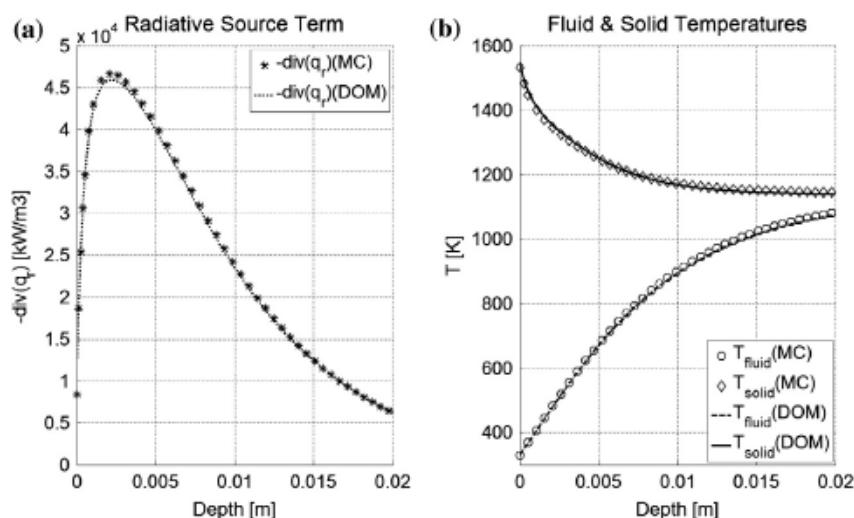 (a) Radiative Source Term
x 10⁴
5
4.5
4
3.5
3
2.5
2
1.5
1
0.5
0
-div(q_r) [kW/m3]
-div(q_r)(MC)
-div(q_r)(DOM)
0 0.005 0.01 0.015 0.02
Depth [m]
(b) Fluid & Solid Temperatures
1600
1400
1200
1000
800
600
400
T [K]
T_fluid(MC)
T_solid(MC)
T_fluid(DOM)
T_solid(DOM)
0 0.005 0.01 0.015 0.02
Depth [m]